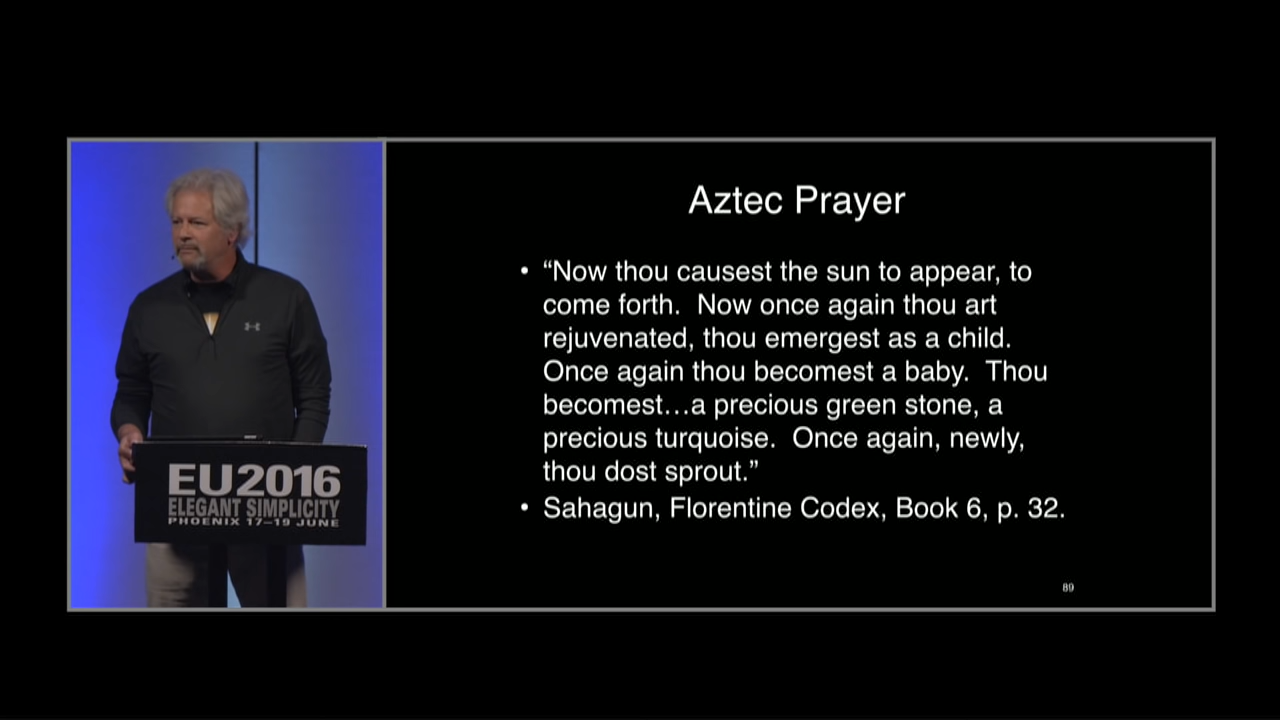 Aztec Prayer
• “Now thou causest the sun to appear, to
come forth.  Now once again thou art
rejuvenated, thou emergest as a child.
Once again thou becomest a baby.  Thou
becomest…a precious green stone, a
precious turquoise.  Once again, newly,
thou dost sprout.”
• Sahagun, Florentine Codex, Book 6, p. 32.
89
EU2016
ELEGANT SIMPLICITY
PHOENIX 17–19 JUNE